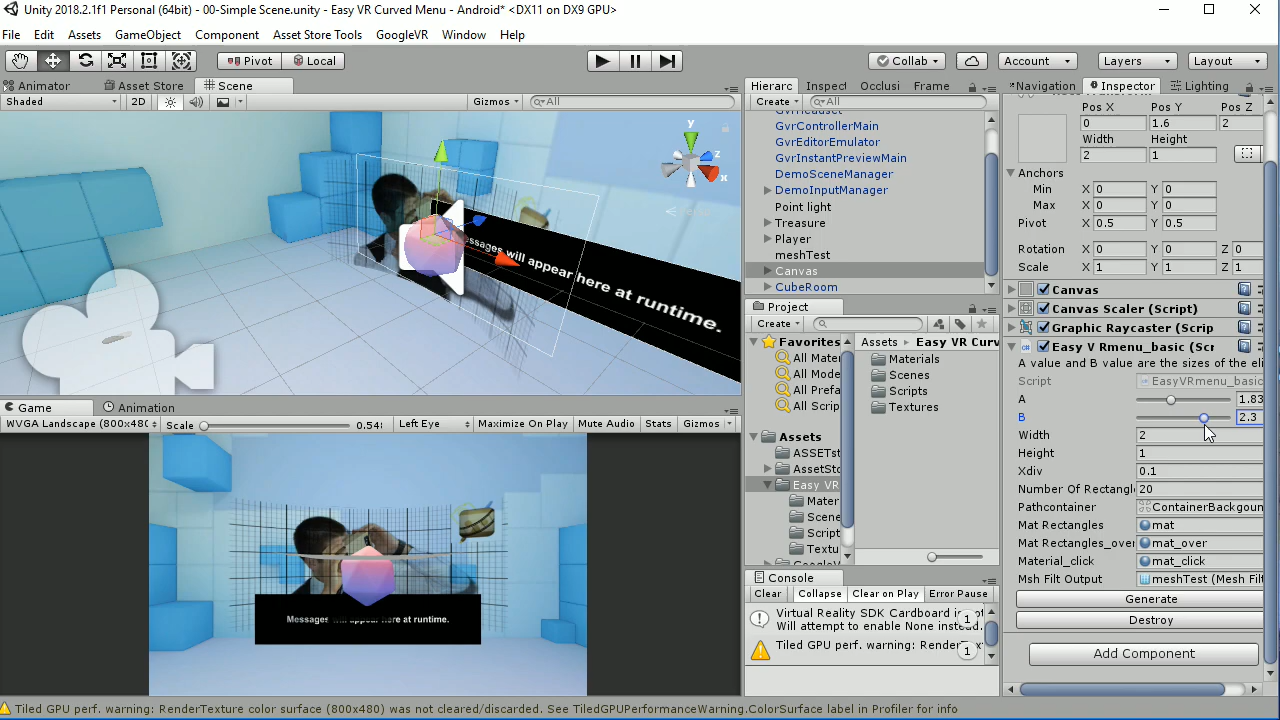 Unity 2018.2.1f1 Personal (64bit) - 00-Simple Scene.unity - Easy VR Curved Menu - Android* <DX11 on DX9 GPU>
File Edit Assets GameObject Component Asset Store Tools GoogleVR Window Help
Pivot Local Collab Account Layers Layout
Animator Asset Store Scene
Shaded 2D Gizmos All
y
z
x
Messages will appear here at runtime.
Game Animation
WVGA Landscape (800x480 Scale 0.54 Left Eye Maximize On Play Mute Audio Stats Gizmos
Messages will appear here at runtime.
Hierarc Inspect Occlusi Frame
Create All
GvrControllerMain
GvrEditorEmulator
GvrInstantPreviewMain
DemoSceneManager
DemoInputManager
Point light
Treasure
Player
meshTest
Canvas
CubeRoom
Project
Create
Favorites
All Mater
All Mode
All Prefa
All Scrip
Assets
ASSETst
AssetSto
Easy VR
Mater
Scene
Script
Textu
Assets Easy VR Curv
Materials
Scenes
Scripts
Textures
Console
Clear Collapse Clear on Play Error Pause
Virtual Reality SDK Cardboard is
Will attempt to enable None instead.
1
Tiled GPU perf. warning: RenderTex
1
Navigation Inspector Lighting
Pos X Pos Y Pos Z
0 1.6 2
Width Height
2 1
Anchors
Min X 0 Y 0
Max X 0 Y 0
Pivot X 0.5 Y 0.5
Rotation X 0 Y 0 Z 0
Scale X 1 Y 1 Z 1
Canvas
Canvas Scaler (Script)
Graphic Raycaster (Scrip
Easy V Rmenu_basic (Scr
A value and B value are the sizes of the ell
Script EasyVRmenu_basic
A 1.83
B 2.3
Width 2
Height 1
Xdiv 0.1
Number Of Rectangl 20
Pathcontainer ContainerBackgoun
Mat Rectangles mat
Mat Rectangles_over mat_over
Material_click mat_click
Msh Filt Output meshTest (Mesh Filt
Generate
Destroy
Add Component
Tiled GPU perf. warning: RenderTexture color surface (800x480) was not cleared/discarded. See TiledGPUPerformanceWarning.ColorSurface label in Profiler for info